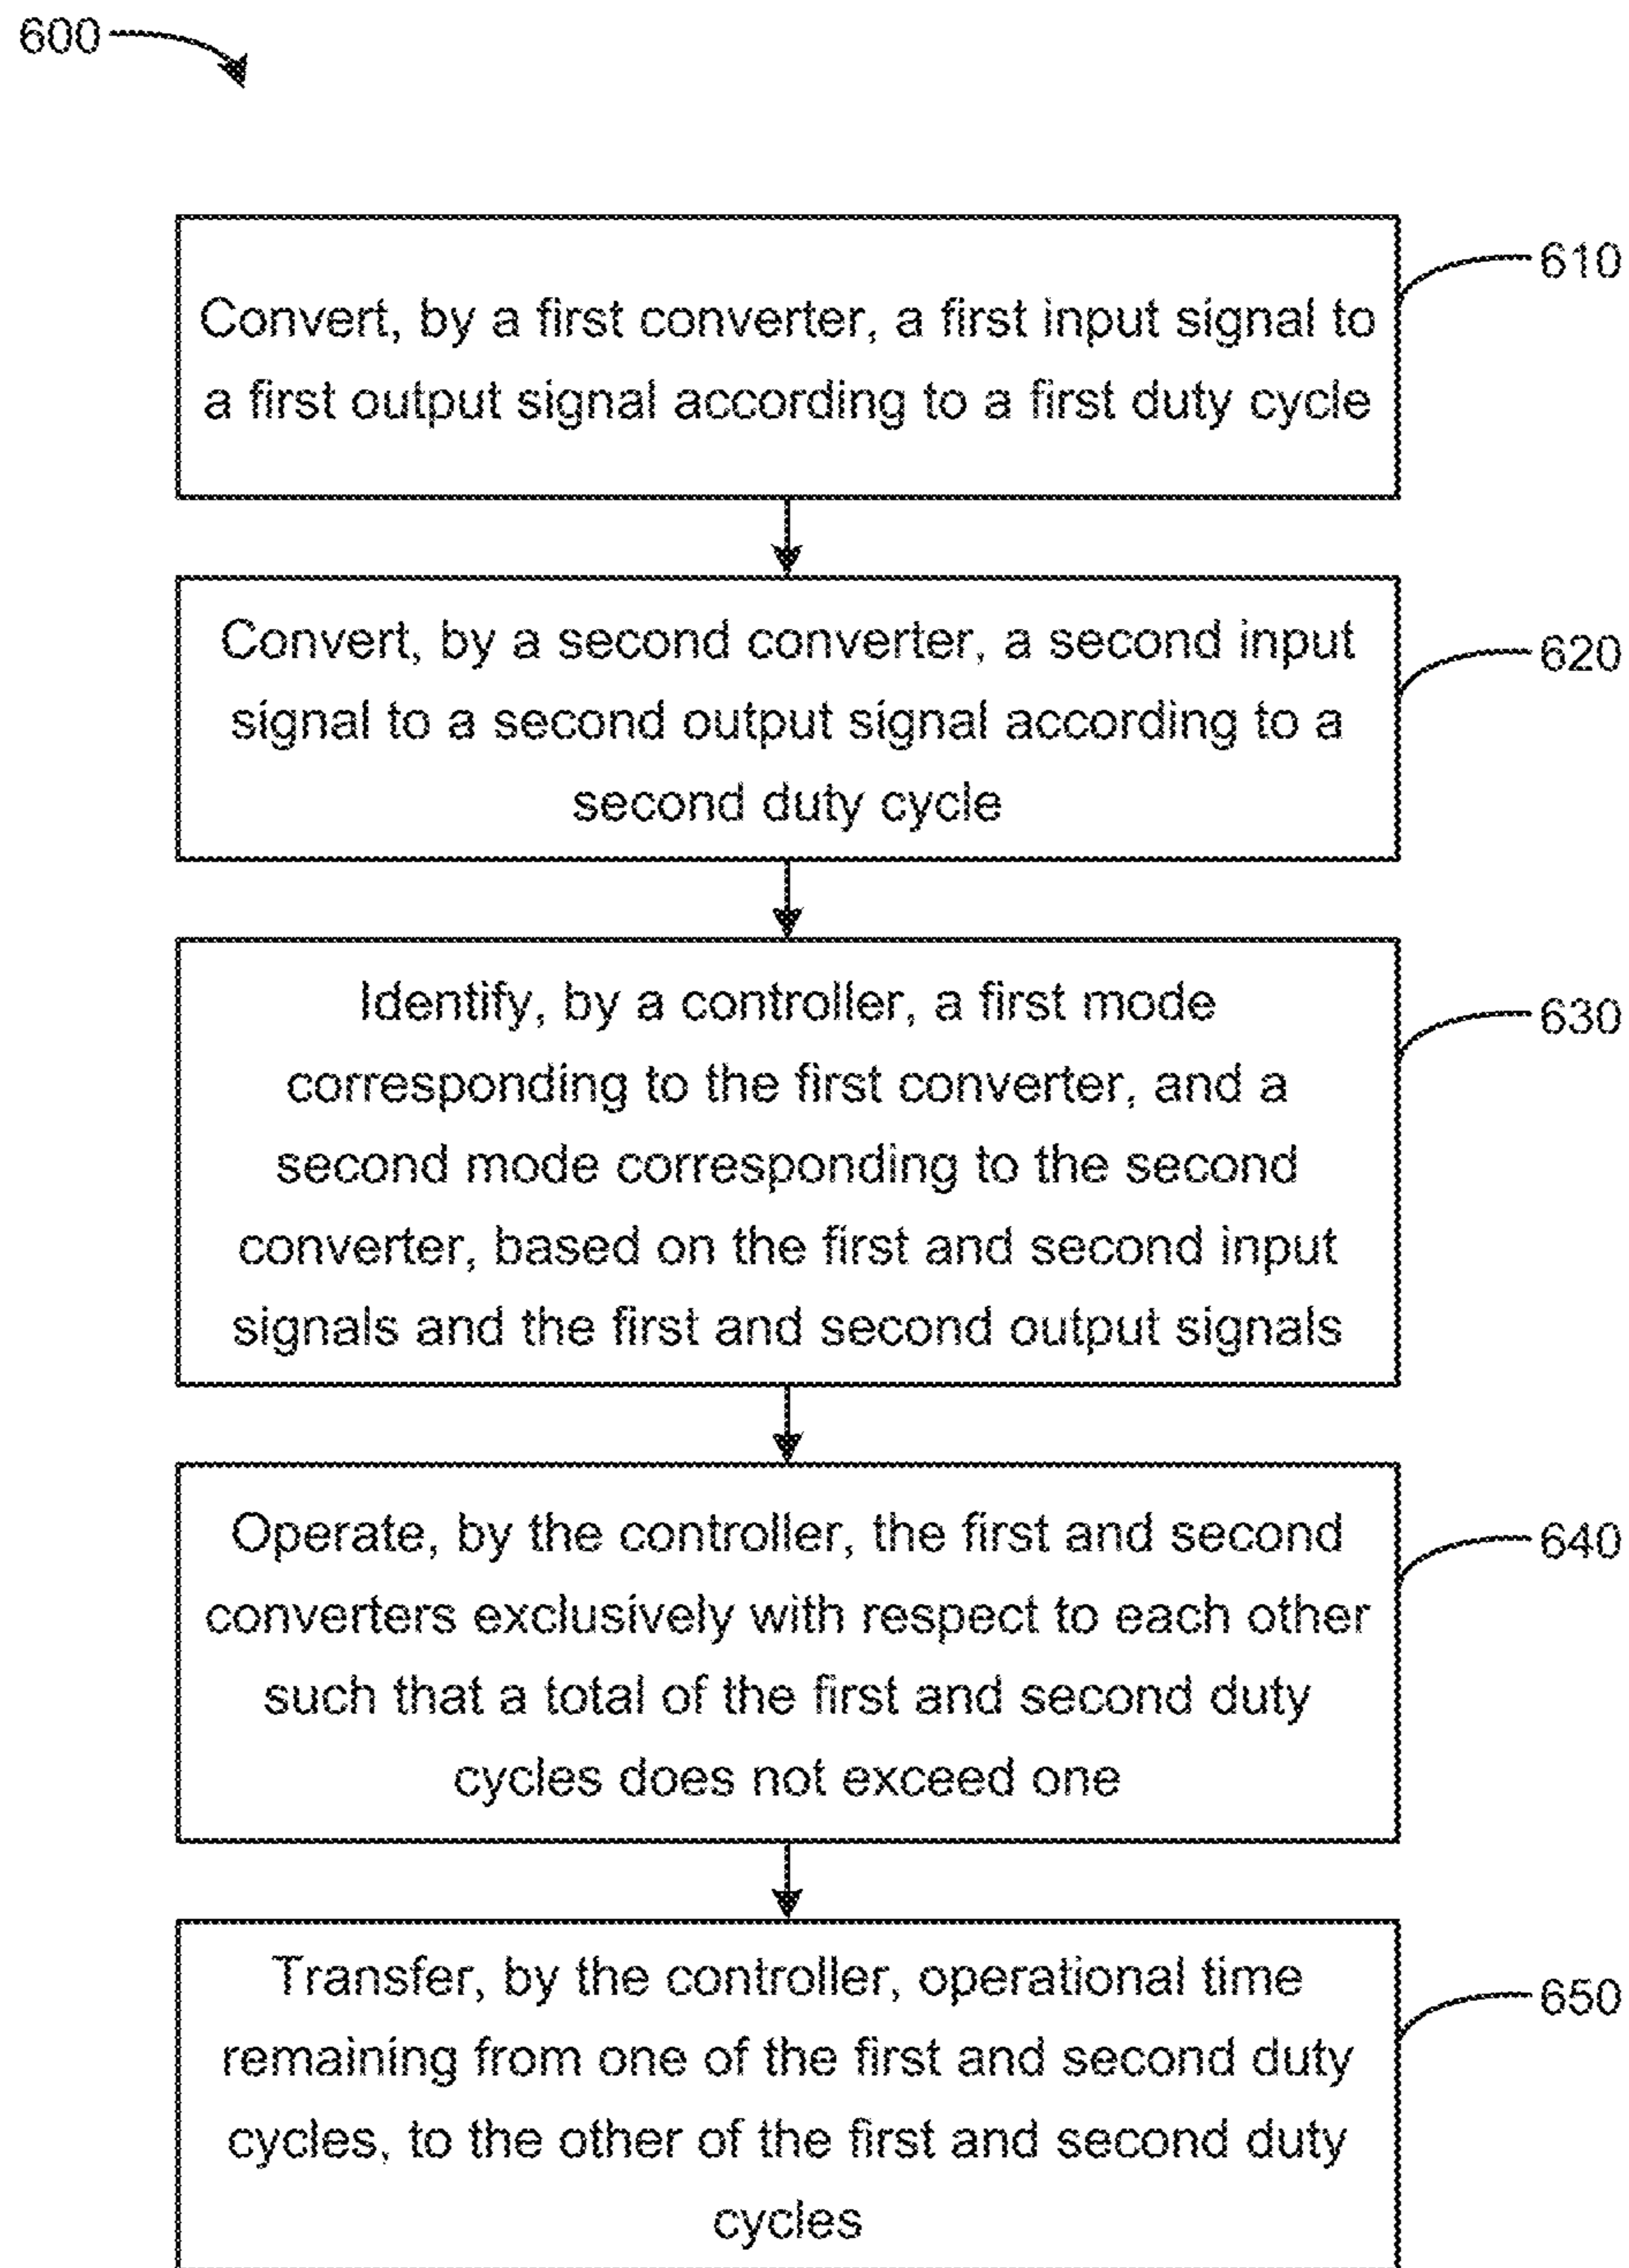 600
610
Convert, by a first converter, a first input signal to
a first output signal according to a first duty cycle
620
Convert, by a second converter, a second input
signal to a second output signal according to a
second duty cycle
630
Identify, by a controller, a first mode
corresponding to the first converter, and a
second mode corresponding to the second
converter, based on the first and second input
signals and the first and second output signals
640
Operate, by the controller, the first and second
converters exclusively with respect to each other
such that a total of the first and second duty
cycles does not exceed one
650
Transfer, by the controller, operational time
remaining from one of the first and second duty
cycles, to the other of the first and second duty
cycles